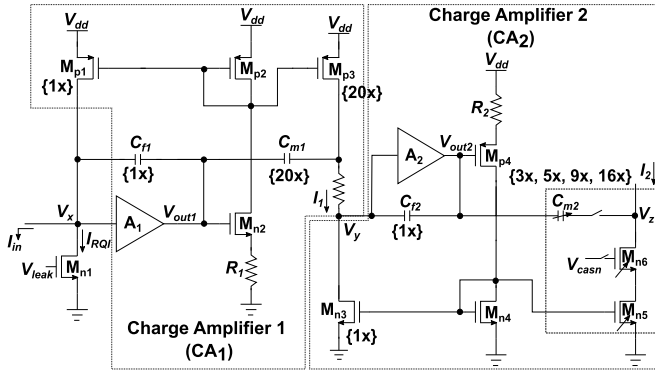 Charge Amplifier 2
(CA2)
Vdd
Vdd
Vdd
Mp1
Mp2
Mp3
{1x}
{20x}
Vdd
R2
Cf1
{1x}
Cm1
{20x}
A2
Vout2
Mp4
{3x, 5x, 9x, 16x}
I1
I2
Vx
A1
Vout1
Mn2
Vy
Cf2
{1x}
Cm2
Vz
Iin
IRQI
Vleak
Mn1
R1
Vcasn
Mn6
Mn3
{1x}
Mn4
Mn5
Charge Amplifier 1
(CA1)